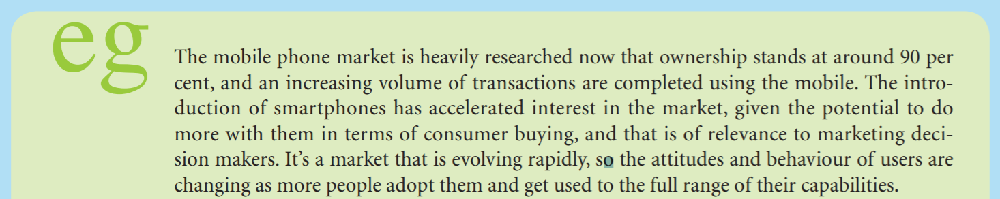 eg
The mobile phone market is heavily researched now that ownership stands at around 90 per
cent, and an increasing volume of transactions are completed using the mobile. The intro-
duction of smartphones has accelerated interest in the market, given the potential to do
more with them in terms of consumer buying, and that is of relevance to marketing deci-
sion makers. It’s a market that is evolving rapidly, so the attitudes and behaviour of users are
changing as more people adopt them and get used to the full range of their capabilities.